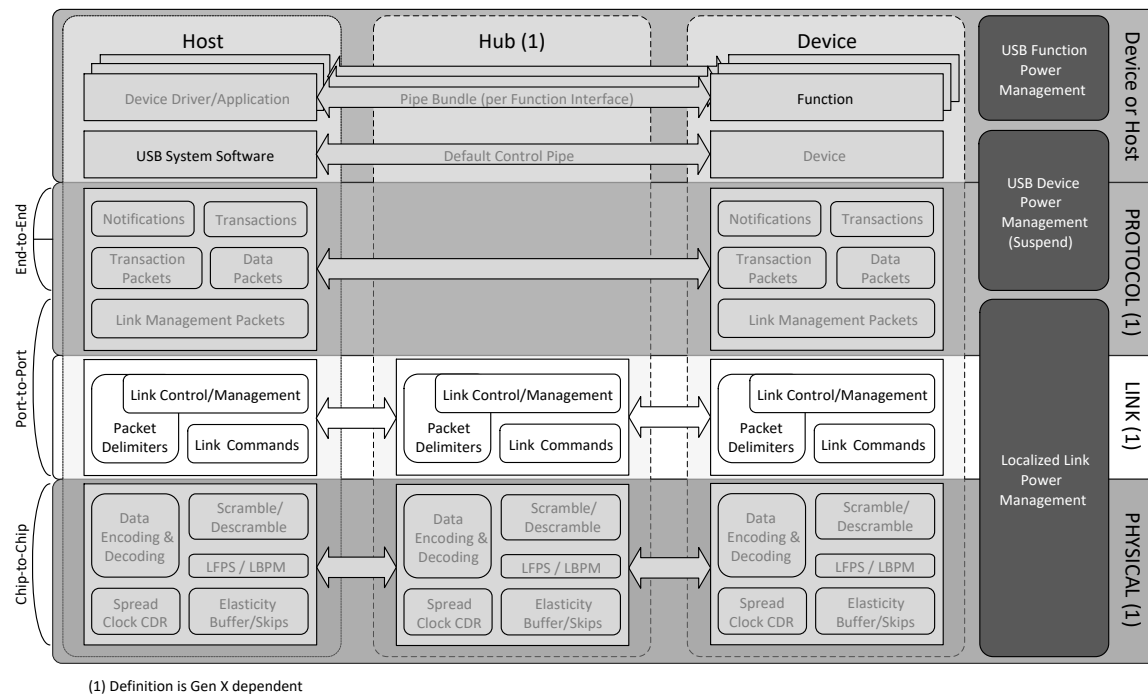 Host
Hub (1)
Device
Device Driver/Application
Pipe Bundle (per Function Interface)
Function
USB System Software
Default Control Pipe
Device
USB Function
Power
Management
Device or Host
End-to-End
Notifications
Transactions
Transaction
Packets
Data
Packets
Link Management Packets
Notifications
Transactions
Transaction
Packets
Data
Packets
Link Management Packets
USB Device
Power
Management
(Suspend)
PROTOCOL (1)
Port-to-Port
Link Control/Management
Packet
Delimiters
Link Commands
Link Control/Management
Packet
Delimiters
Link Commands
Link Control/Management
Packet
Delimiters
Link Commands
LINK (1)
Localized Link
Power
Management
Chip-to-Chip
Data
Encoding &
Decoding
Scramble/
Descramble
LFPS / LBPM
Spread
Clock CDR
Elasticity
Buffer/Skips
Data
Encoding &
Decoding
Scramble/
Descramble
LFPS / LBPM
Spread
Clock CDR
Elasticity
Buffer/Skips
Data
Encoding &
Decoding
Scramble/
Descramble
LFPS / LBPM
Spread
Clock CDR
Elasticity
Buffer/Skips
PHYSICAL (1)
(1) Definition is Gen X dependent